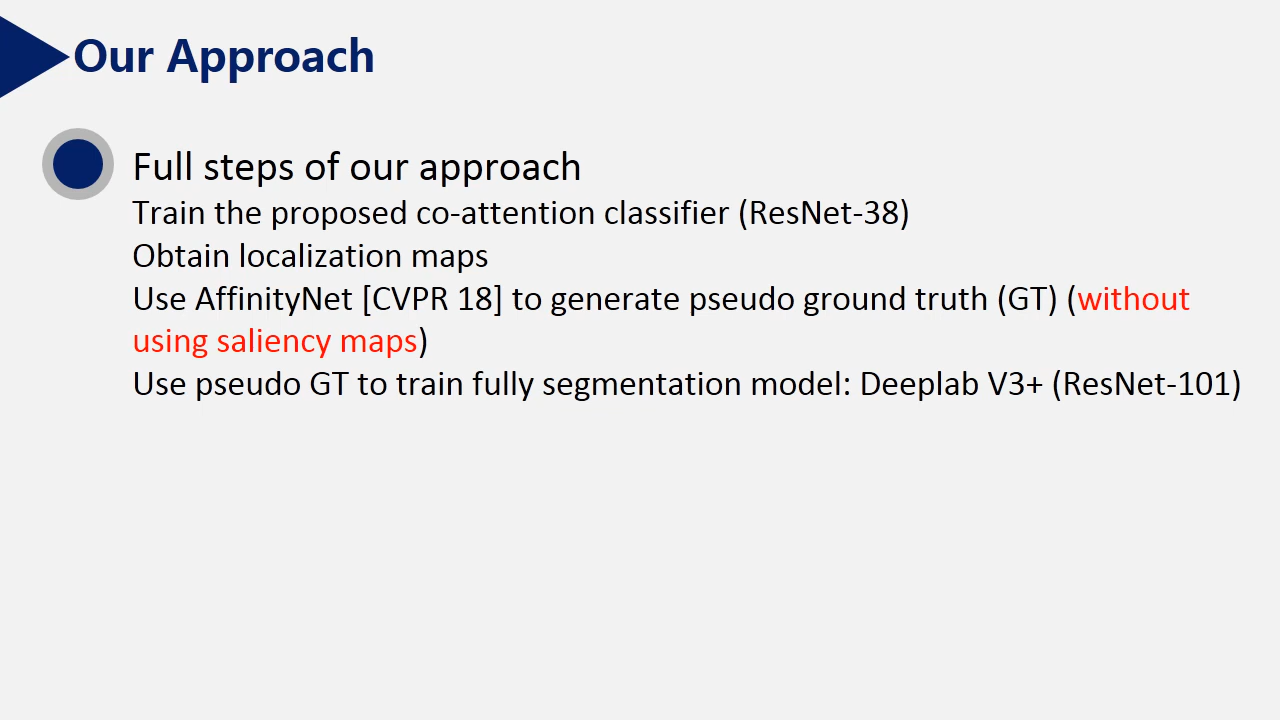 Our Approach
Full steps of our approach
Train the proposed co-attention classifier (ResNet-38)
Obtain localization maps
Use AffinityNet [CVPR 18] to generate pseudo ground truth (GT) (without
using saliency maps)
Use pseudo GT to train fully segmentation model: Deeplab V3+ (ResNet-101)